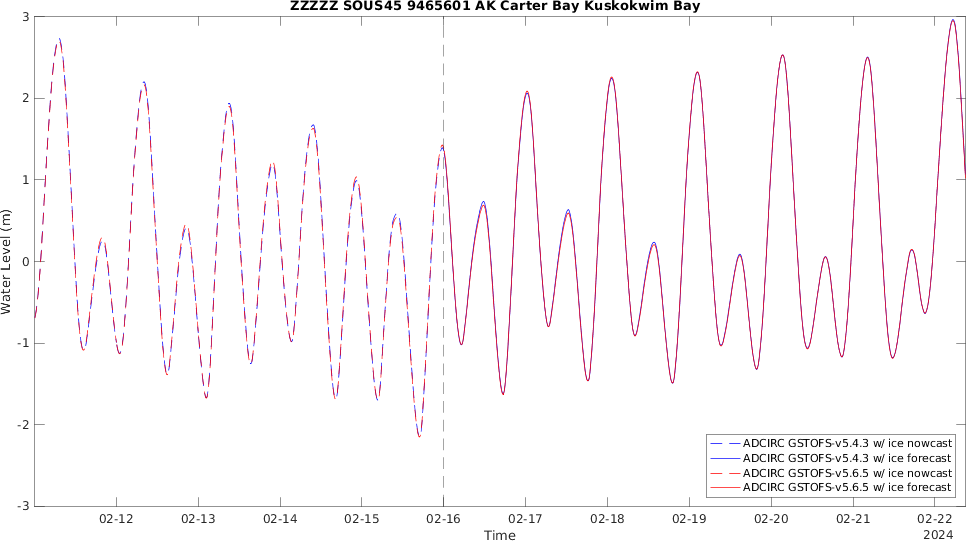 ZZZZZ SOUS45 9465601 AK Carter Bay Kuskokwim Bay
3
2
1
0
-1
-2
-3
Water Level (m)
02-12 02-13 02-14 02-15 02-16 02-17 02-18 02-19 02-20 02-21 02-22
2024
Time
ADCIRC GSTOFS-v5.4.3 w/ ice nowcast
ADCIRC GSTOFS-v5.4.3 w/ ice forecast
ADCIRC GSTOFS-v5.6.5 w/ ice nowcast
ADCIRC GSTOFS-v5.6.5 w/ ice forecast